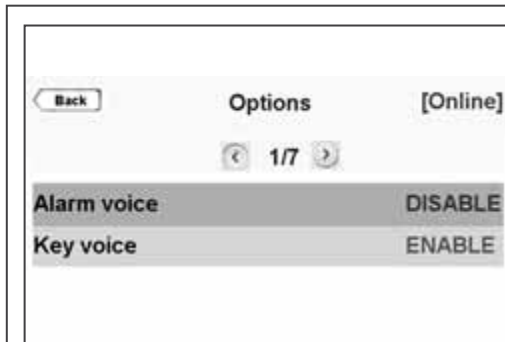 Back Options [Online]
1/7
Alarm voice DISABLE
Key voice ENABLE